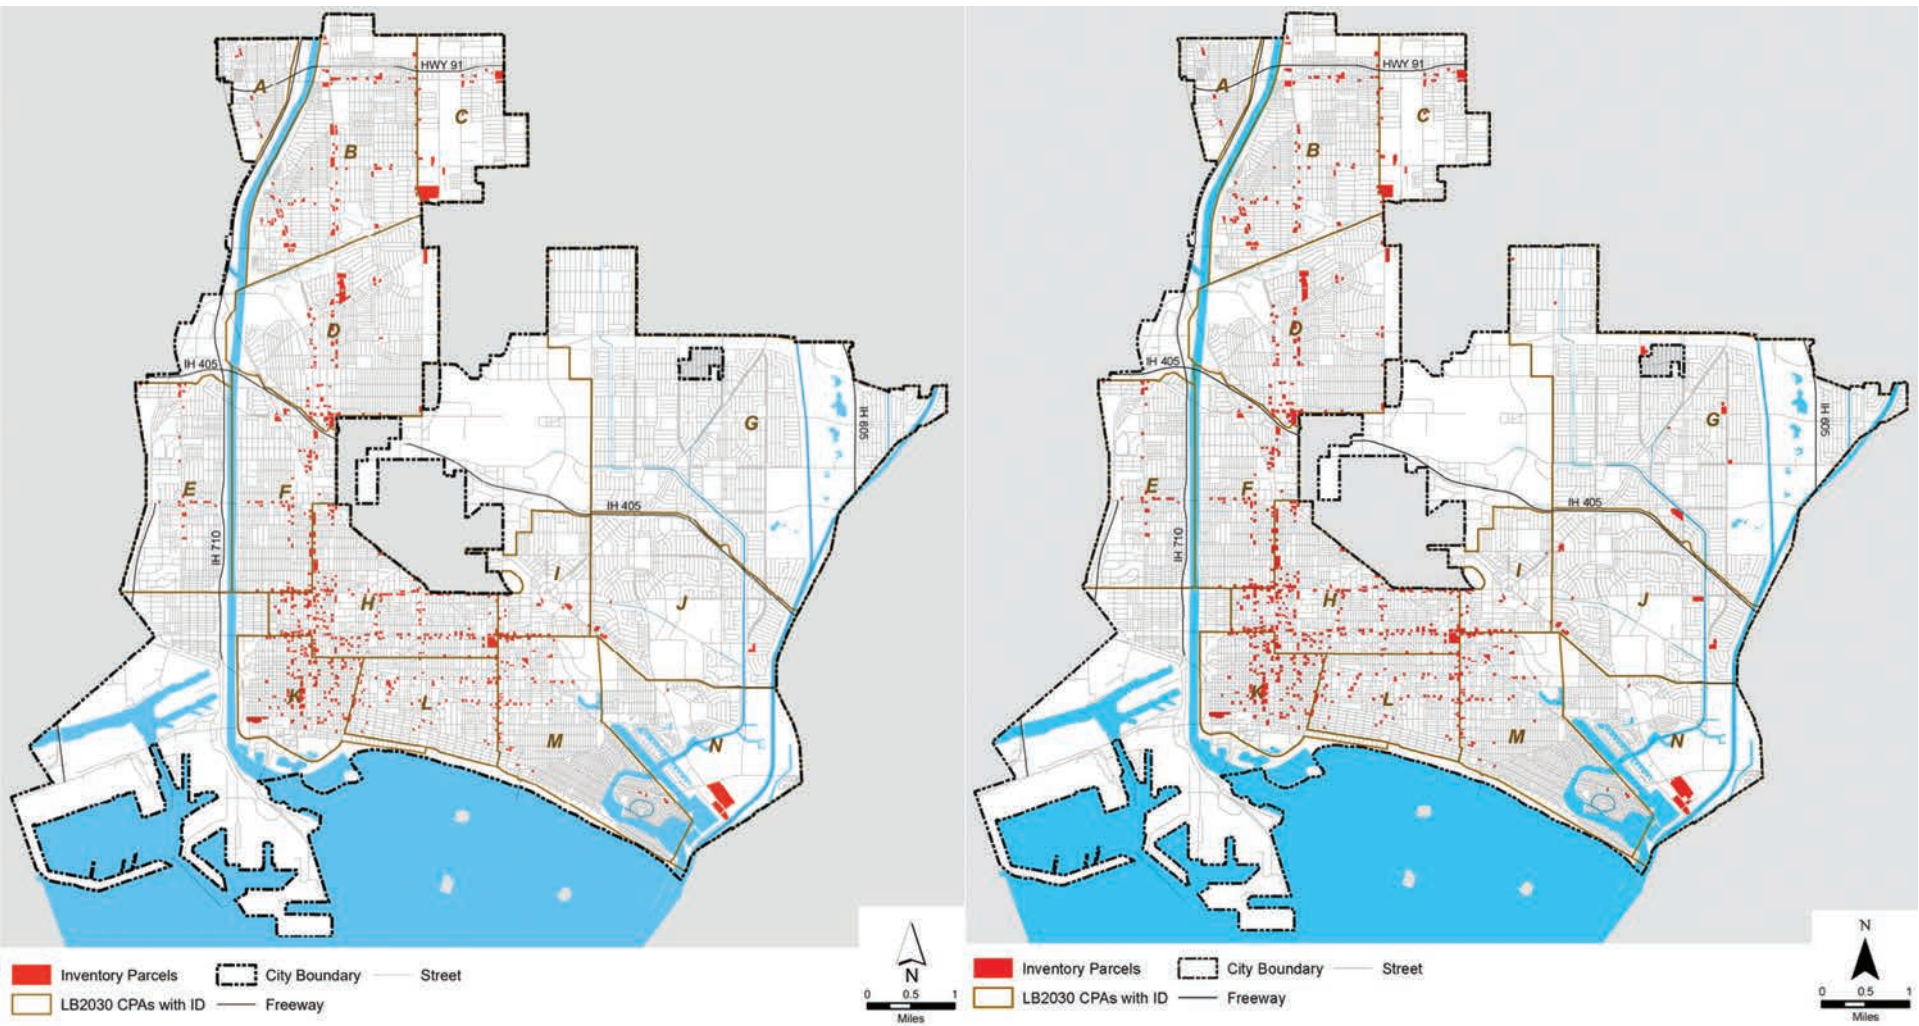 HWY 91
A
C
B
D
IH 405
G
IH 605
E
F
IH 405
IH 710
I
H
J
K
L
M
N
Inventory Parcels
City Boundary
Street
LB2030 CPAs with ID
Freeway
N
0 0.5 1
Miles
HWY 91
A
C
B
D
IH 405
G
IH 605
E
F
IH 405
IH 710
I
H
J
K
L
M
N
Inventory Parcels
City Boundary
Street
LB2030 CPAs with ID
Freeway
N
0 0.5 1
Miles